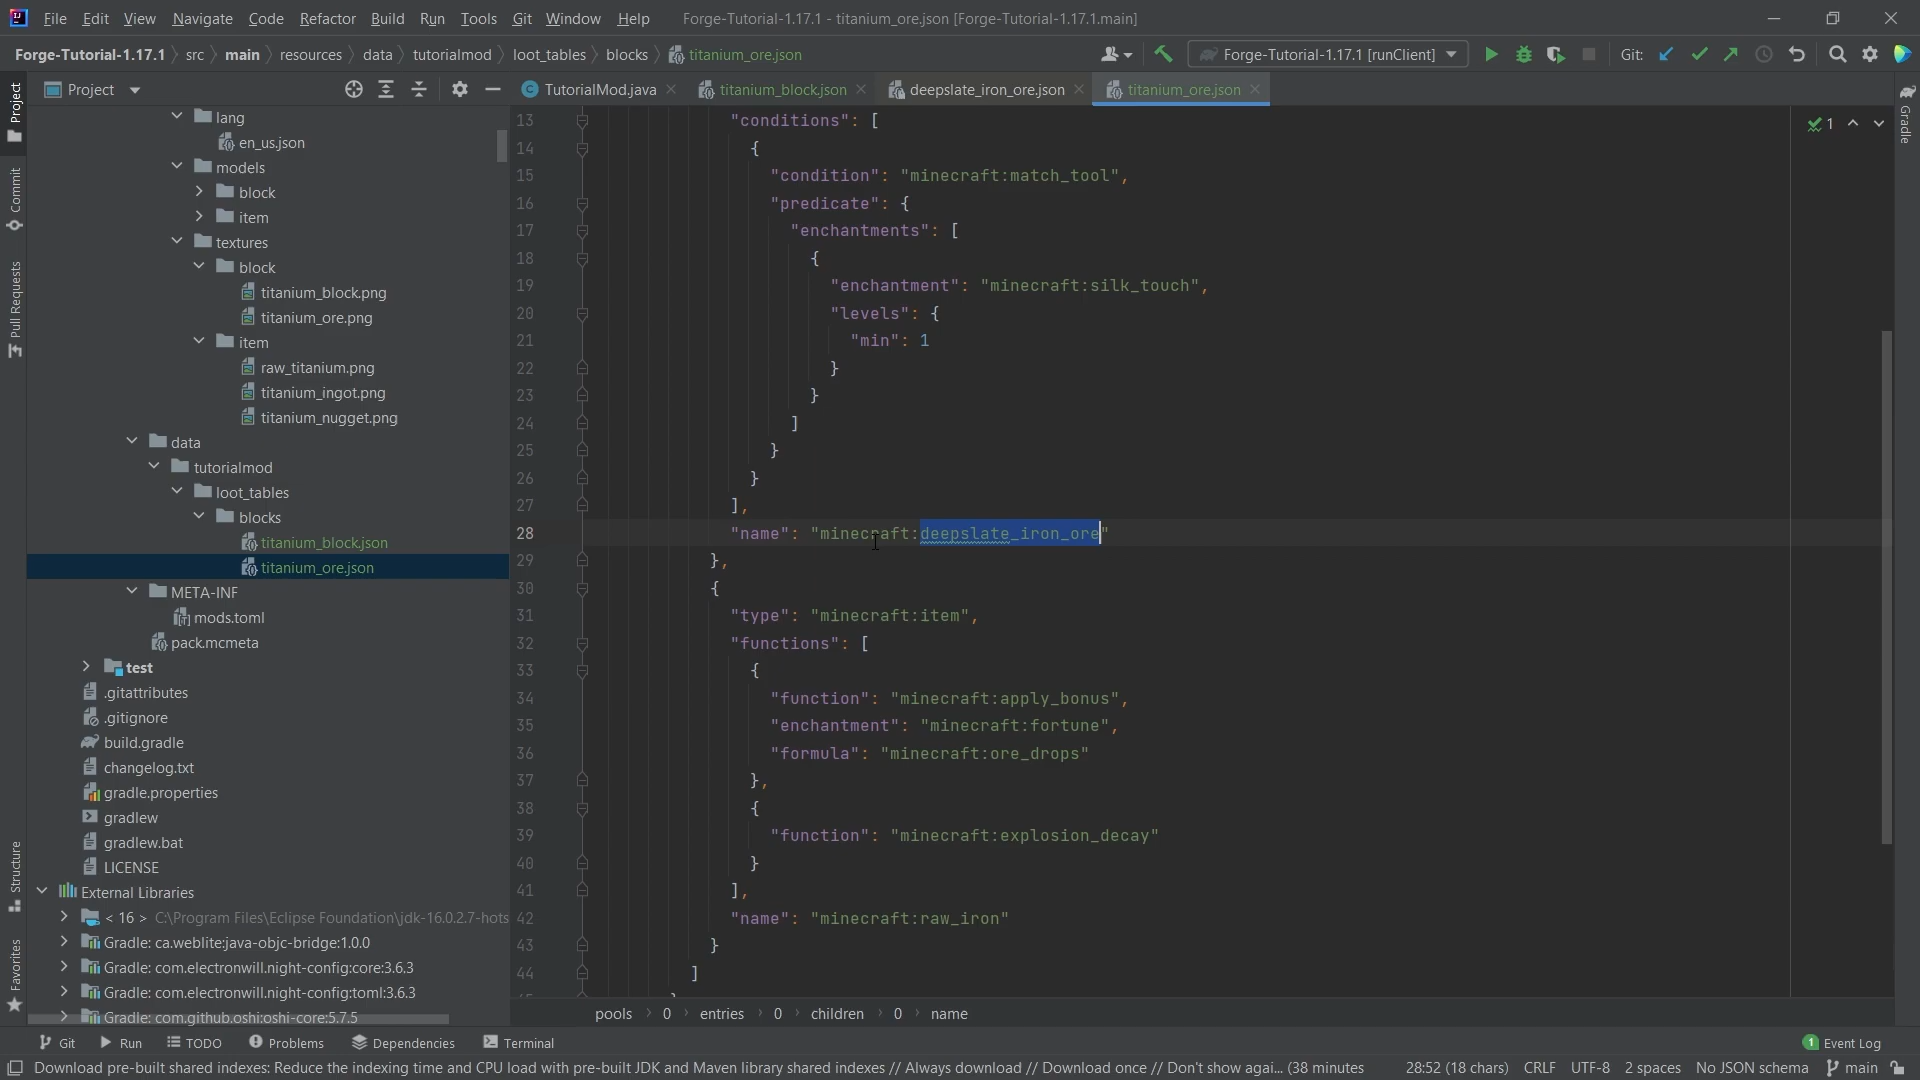 File Edit View Navigate Code Refactor Build Run Tools Git Window Help Forge-Tutorial-1.17.1 - titanium_ore.json [Forge-Tutorial-1.17.1.main]
Forge-Tutorial-1.17.1 src main resources data tutorialmod loot_tables blocks titanium_ore.json Forge-Tutorial-1.17.1 [runClient] Git:
Project TutorialMod.java titanium_block.json deepslate_iron_ore.json titanium_ore.json
Project
Commit
Pull Requests
Structure
Favorites
Gradle
lang
en_us.json
models
block
item
textures
block
titanium_block.png
titanium_ore.png
item
raw_titanium.png
titanium_ingot.png
titanium_nugget.png
data
tutorialmod
loot_tables
blocks
titanium_block.json
titanium_ore.json
META-INF
mods.toml
pack.mcmeta
test
.gitattributes
.gitignore
build.gradle
changelog.txt
gradle.properties
gradlew
gradlew.bat
LICENSE
External Libraries
< 16 > C:\Program Files\Eclipse Foundation\jdk-16.0.2.7-hots
Gradle: ca.weblite:java-objc-bridge:1.0.0
Gradle: com.electronwill.night-config:core:3.6.3
Gradle: com.electronwill.night-config:toml:3.6.3
Gradle: com.github.oshi:oshi-core:5.7.5
1
13 "conditions": [
14 {
15 "condition": "minecraft:match_tool",
16 "predicate": {
17 "enchantments": [
18 {
19 "enchantment": "minecraft:silk_touch",
20 "levels": {
21 "min": 1
22 }
23 }
24 ]
25 }
26 }
27 ],
28 "name": "minecraft:deepslate_iron_ore"
29 },
30 {
31 "type": "minecraft:item",
32 "functions": [
33 {
34 "function": "minecraft:apply_bonus",
35 "enchantment": "minecraft:fortune",
36 "formula": "minecraft:ore_drops"
37 },
38 {
39 "function": "minecraft:explosion_decay"
40 }
41 ],
42 "name": "minecraft:raw_iron"
43 }
44 ]
pools 0 entries 0 children 0 name
Git Run TODO Problems Dependencies Terminal 1 Event Log
Download pre-built shared indexes: Reduce the indexing time and CPU load with pre-built JDK and Maven library shared indexes // Always download // Download once // Don't show agai... (38 minutes 28:52 (18 chars) CRLF UTF-8 2 spaces No JSON schema main